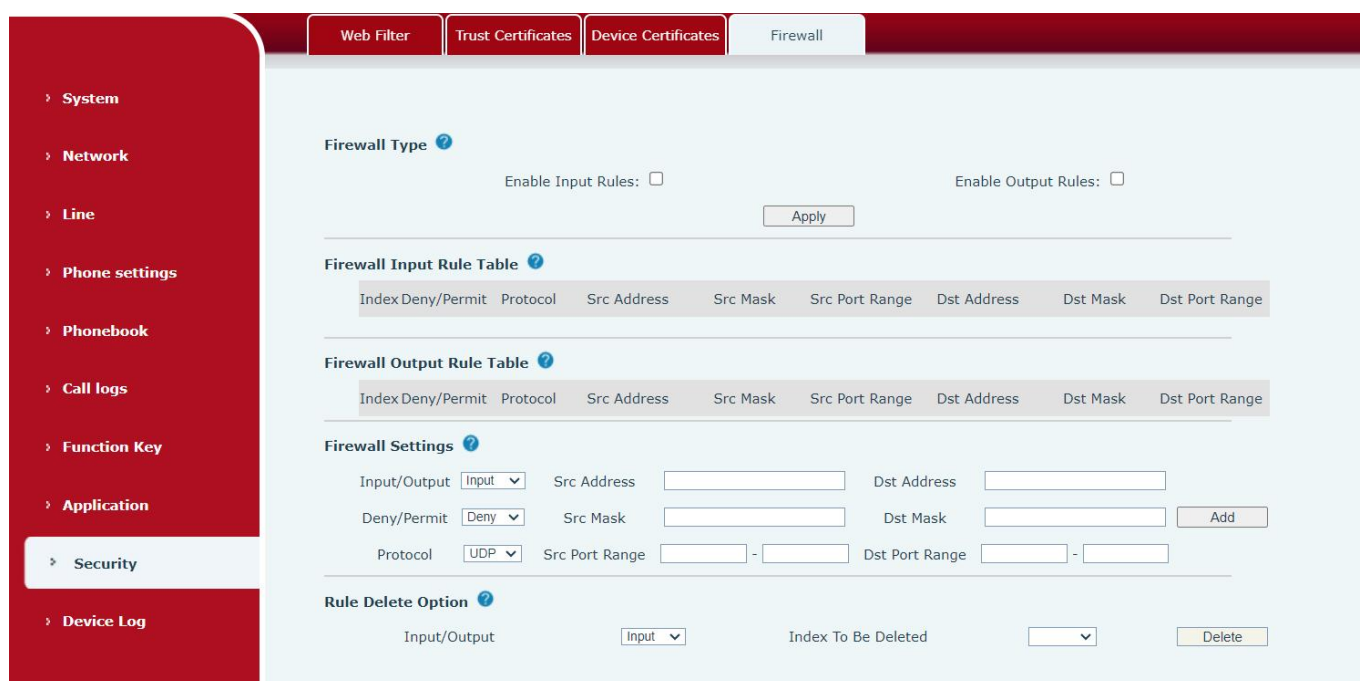 Web Filter Trust Certificates Device Certificates Firewall
System
Network
Line
Phone settings
Phonebook
Call logs
Function Key
Application
Security
Device Log
Firewall Type ?
Enable Input Rules: Enable Output Rules:
Apply
Firewall Input Rule Table ?
Index Deny/Permit Protocol Src Address Src Mask Src Port Range Dst Address Dst Mask Dst Port Range
Firewall Output Rule Table ?
Index Deny/Permit Protocol Src Address Src Mask Src Port Range Dst Address Dst Mask Dst Port Range
Firewall Settings ?
Input/Output Input Src Address Dst Address
Deny/Permit Deny Src Mask Dst Mask Add
Protocol UDP Src Port Range - Dst Port Range -
Rule Delete Option ?
Input/Output Input Index To Be Deleted Delete